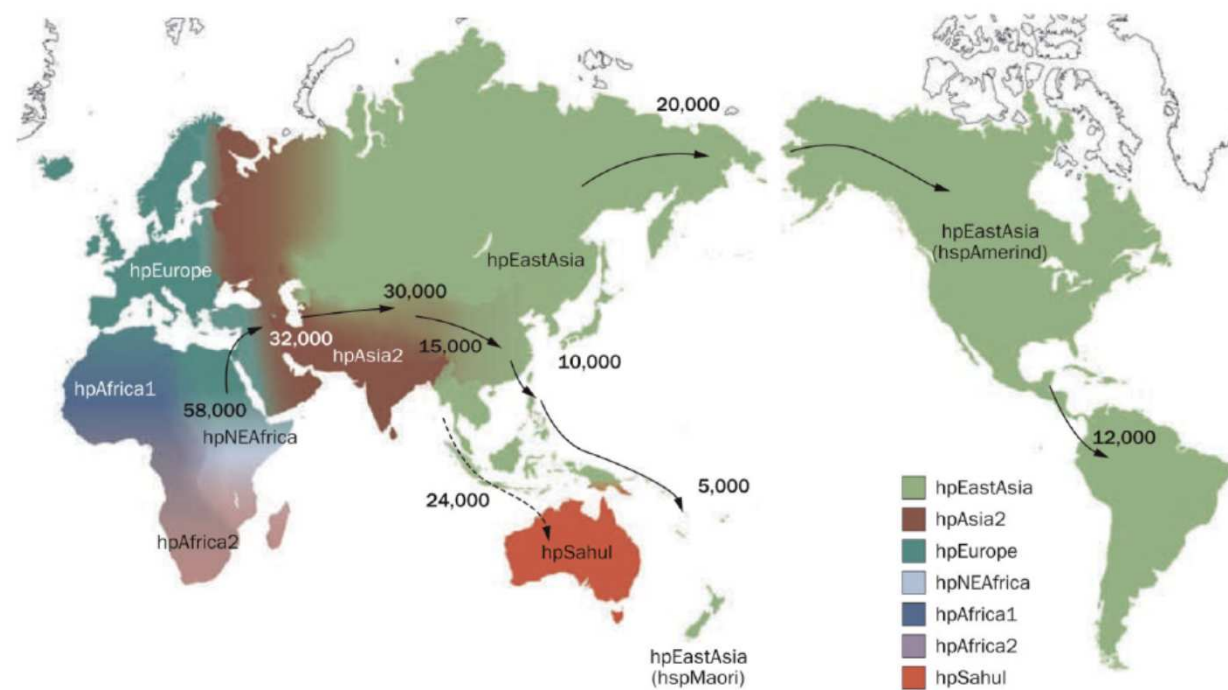 20,000
hpEurope
hpEastAsia
hpEastAsia
(hspAmerind)
30,000
32,000
hpAsia2
15,000
10,000
hpAfrica1
58,000
hpNEAfrica
12,000
24,000
5,000
hpAfrica2
hpSahul
hpEastAsia
(hspMaori)
hpEastAsia
hpAsia2
hpEurope
hpNEAfrica
hpAfrica1
hpAfrica2
hpSahul